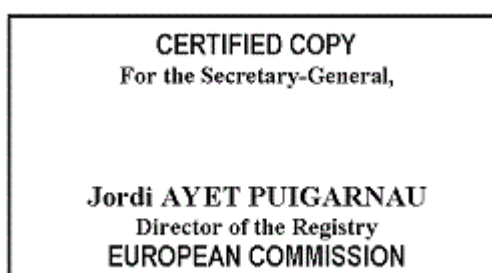 CERTIFIED COPY
For the Secretary-General,
Jordi AYET PUIGARNAU
Director of the Registry
EUROPEAN COMMISSION